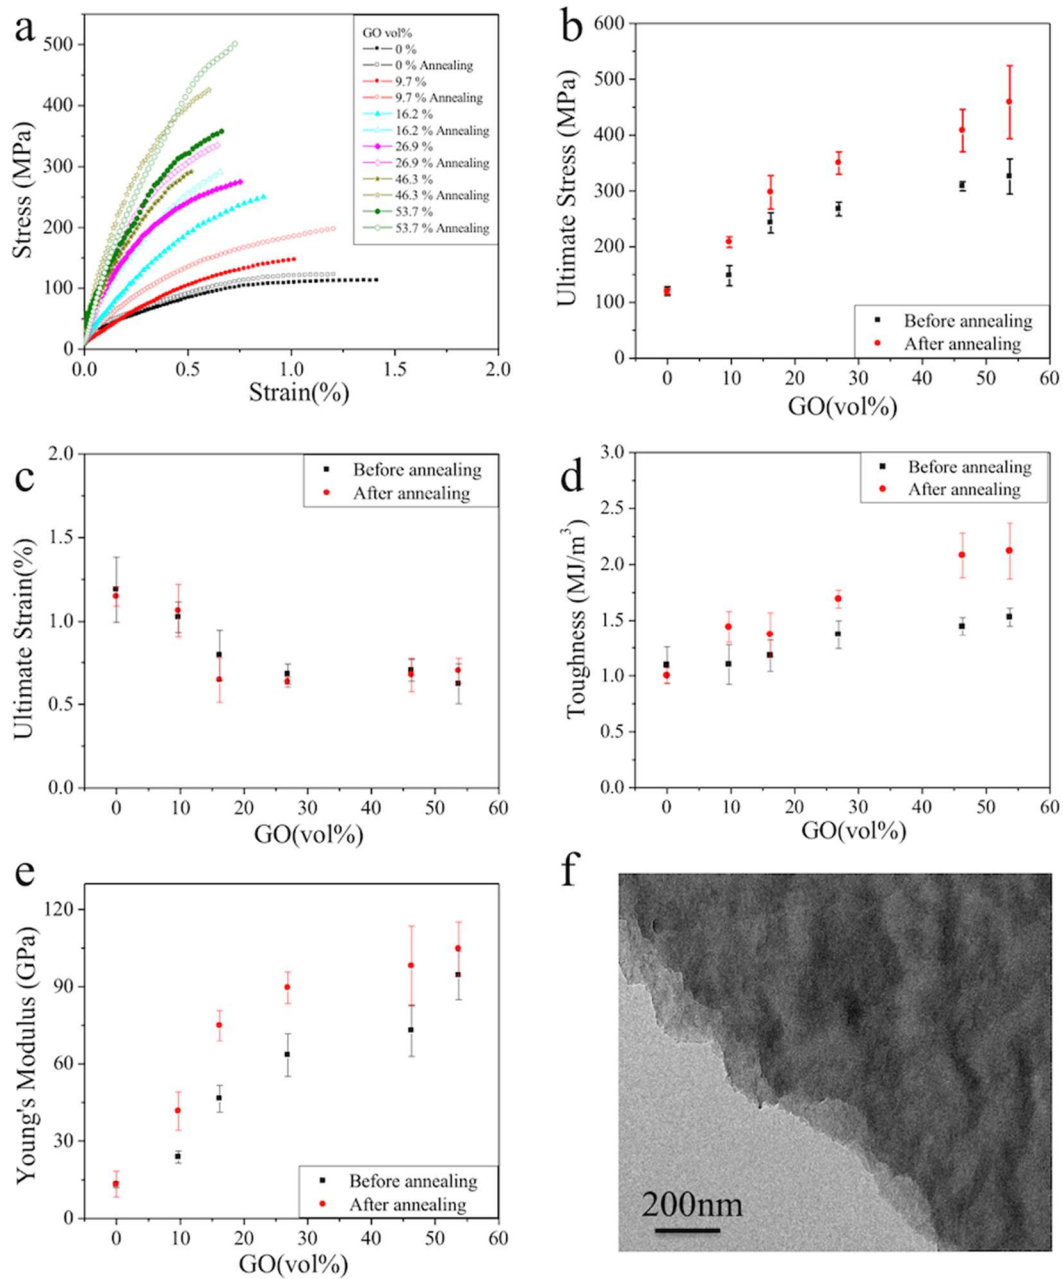 a
500
400
300
200
100
0
0.0 0.5 1.0 1.5 2.0
Stress (MPa)
Strain(%)
GO vol%
0 %
0 % Annealing
9.7 %
9.7 % Annealing
16.2 %
16.2 % Annealing
26.9 %
26.9 % Annealing
46.3 %
46.3 % Annealing
53.7 %
53.7 % Annealing
b
600
500
400
300
200
100
0
0 10 20 30 40 50 60
Ultimate Stress (MPa)
GO(vol%)
Before annealing
After annealing
c
2.0
1.5
1.0
0.5
0.0
0 10 20 30 40 50 60
Ultimate Strain(%)
GO(vol%)
Before annealing
After annealing
d
3.0
2.5
2.0
1.5
1.0
0.5
0.0
0 10 20 30 40 50 60
Toughness (MJ/m³)
GO(vol%)
Before annealing
After annealing
e
120
90
60
30
0
0 10 20 30 40 50 60
Young's Modulus (GPa)
GO(vol%)
Before annealing
After annealing
f
200nm